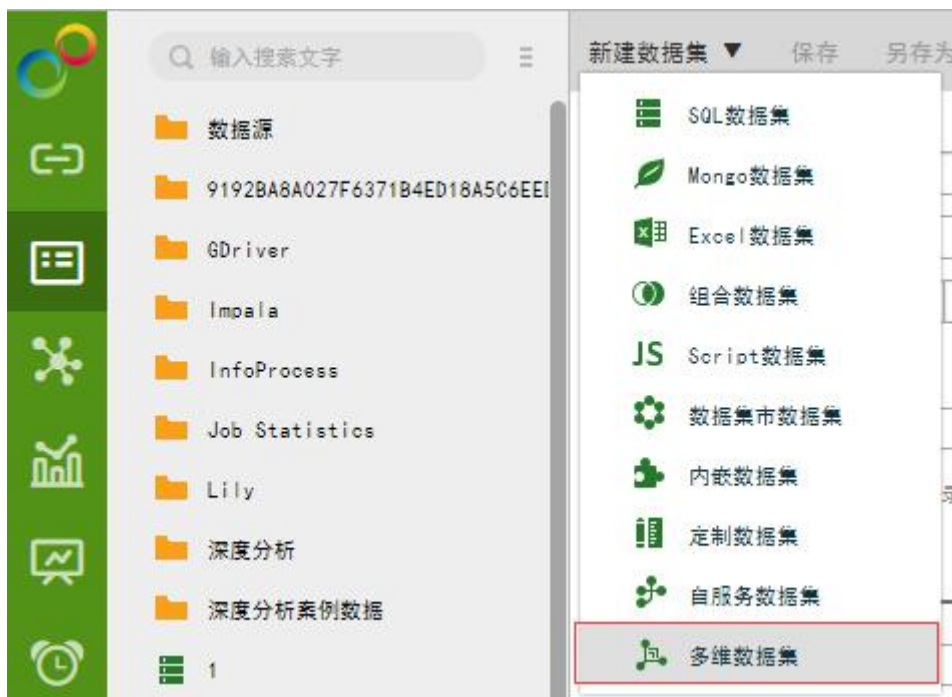 输入搜索文字
数据源
9192BA8A027F6371B4ED18A5C6EE
GDriver
Impala
InfoProcess
Job Statistics
Lily
深度分析
深度分析案例数据
1
新建数据集 ▼ 保存 另存为
SQL数据集
Mongo数据集
Excel数据集
组合数据集
JS Script数据集
数据集市数据集
内嵌数据集
定制数据集
自服务数据集
多维数据集